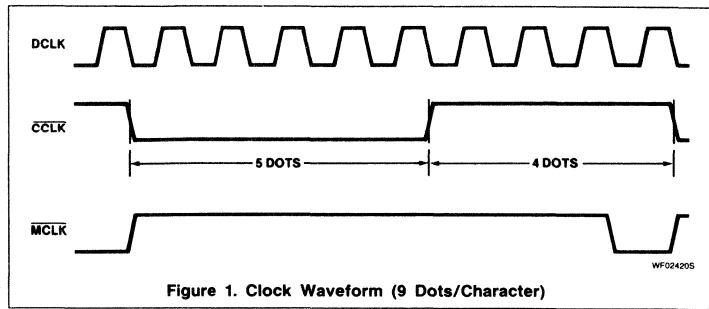 DCLK
CCLK
5 DOTS
4 DOTS
MCLK
WF02420S
Figure 1. Clock Waveform (9 Dots/Character)